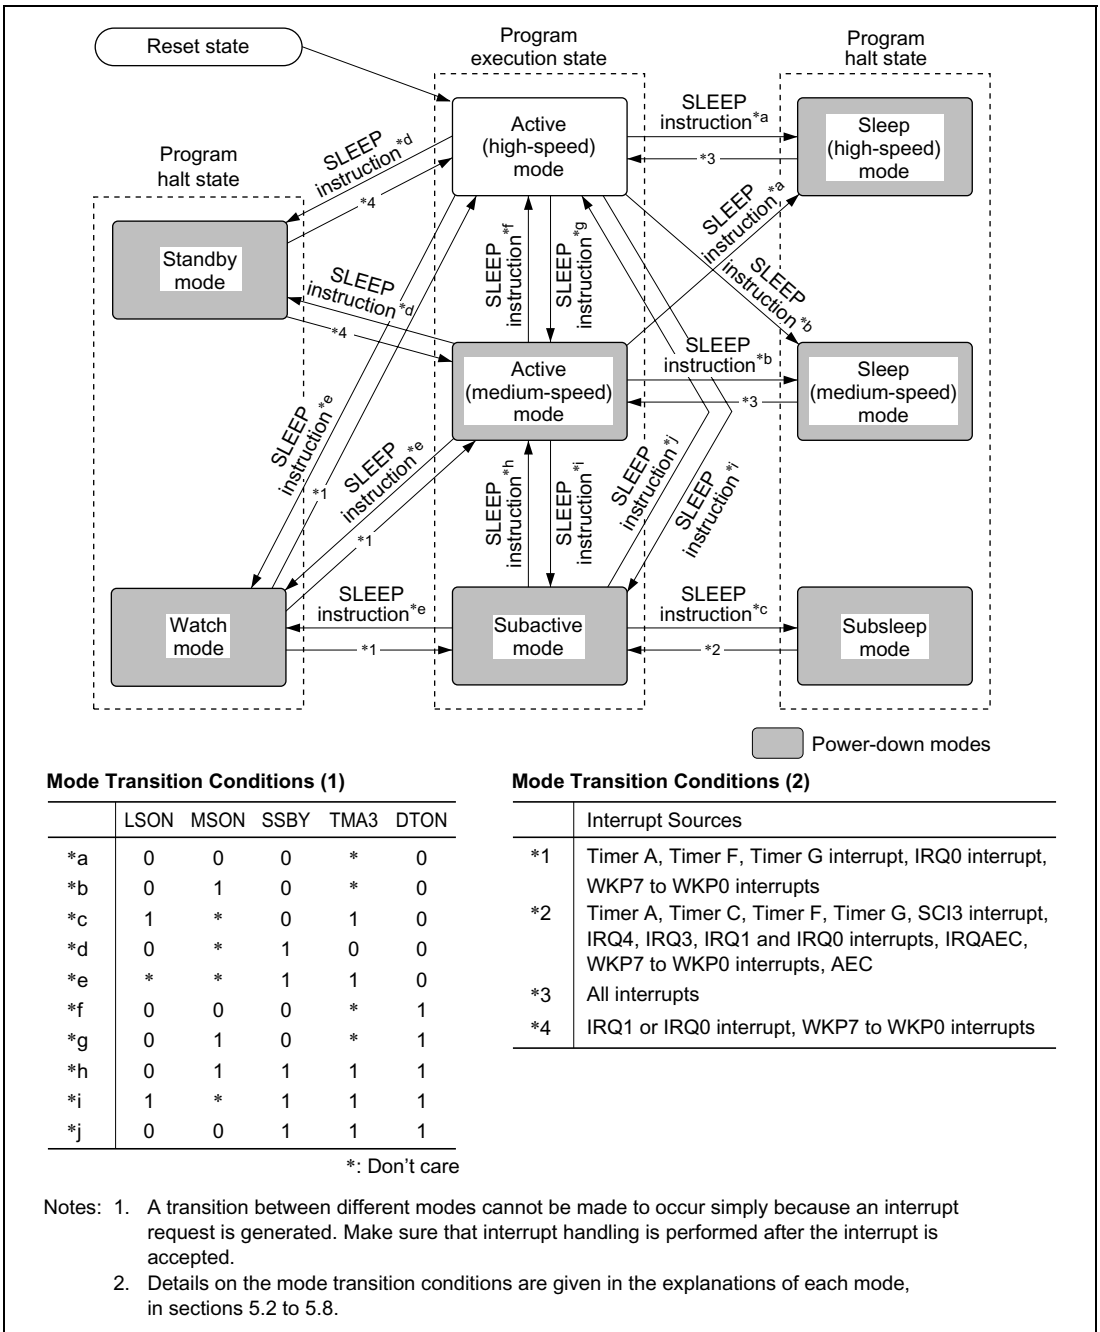 Reset state
Program
execution state
Program
halt state
Program
halt state
Active
(high-speed)
mode
SLEEP
instruction*a
*3
Sleep
(high-speed)
mode
SLEEP
instruction*d
*4
Standby
mode
SLEEP
instruction*f
SLEEP
instruction*g
SLEEP
instruction*a
SLEEP
instruction*b
SLEEP
instruction*d
*4
Active
(medium-speed)
mode
SLEEP
instruction*b
*3
Sleep
(medium-speed)
mode
SLEEP
instruction*e
*1
SLEEP
instruction*e
*1
SLEEP
instruction*h
SLEEP
instruction*i
SLEEP
instruction*j
SLEEP
instruction*i
Watch
mode
SLEEP
instruction*e
*1
Subactive
mode
SLEEP
instruction*c
*2
Subsleep
mode
Power-down modes
Mode Transition Conditions (1)
LSON MSON SSBY TMA3 DTON
*a 0 0 0 * 0
*b 0 1 0 * 0
*c 1 * 0 1 0
*d 0 * 1 0 0
*e * * 1 1 0
*f 0 0 0 * 1
*g 0 1 0 * 1
*h 0 1 1 1 1
*i 1 * 1 1 1
*j 0 0 1 1 1
*: Don't care
Mode Transition Conditions (2)
Interrupt Sources
*1 Timer A, Timer F, Timer G interrupt, IRQ0 interrupt,
WKP7 to WKP0 interrupts
*2 Timer A, Timer C, Timer F, Timer G, SCI3 interrupt,
IRQ4, IRQ3, IRQ1 and IRQ0 interrupts, IRQAEC,
WKP7 to WKP0 interrupts, AEC
*3 All interrupts
*4 IRQ1 or IRQ0 interrupt, WKP7 to WKP0 interrupts
Notes: 1. A transition between different modes cannot be made to occur simply because an interrupt
request is generated. Make sure that interrupt handling is performed after the interrupt is
accepted.
2. Details on the mode transition conditions are given in the explanations of each mode,
in sections 5.2 to 5.8.